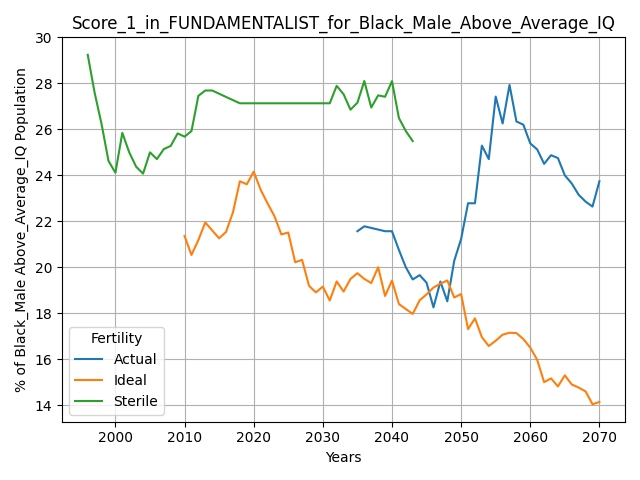 Score_1_in_FUNDAMENTALIST_for_Black_Male_Above_Average_IQ
% of Black_Male Above_Average_IQ Population
30
28
26
24
22
20
18
16
14
Fertility
Actual
Ideal
Sterile
2000 2010 2020 2030 2040 2050 2060 2070
Years